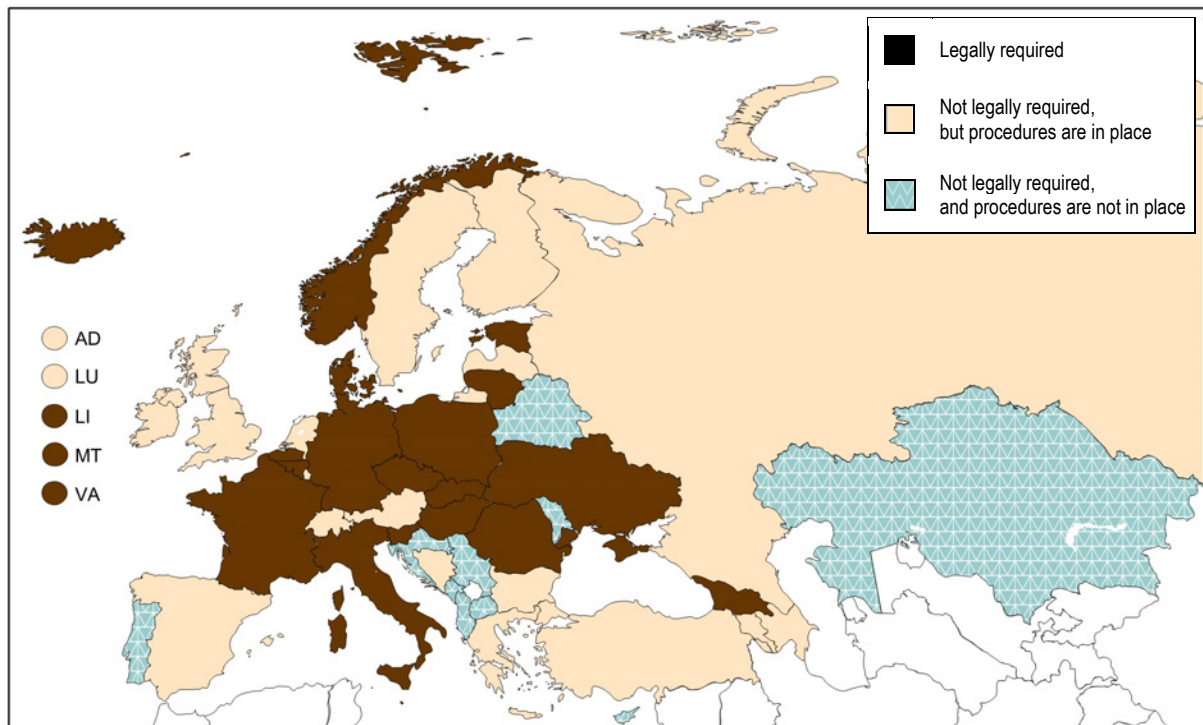 Legally required
Not legally required,
but procedures are in place
Not legally required,
and procedures are not in place
AD
LU
LI
MT
VA